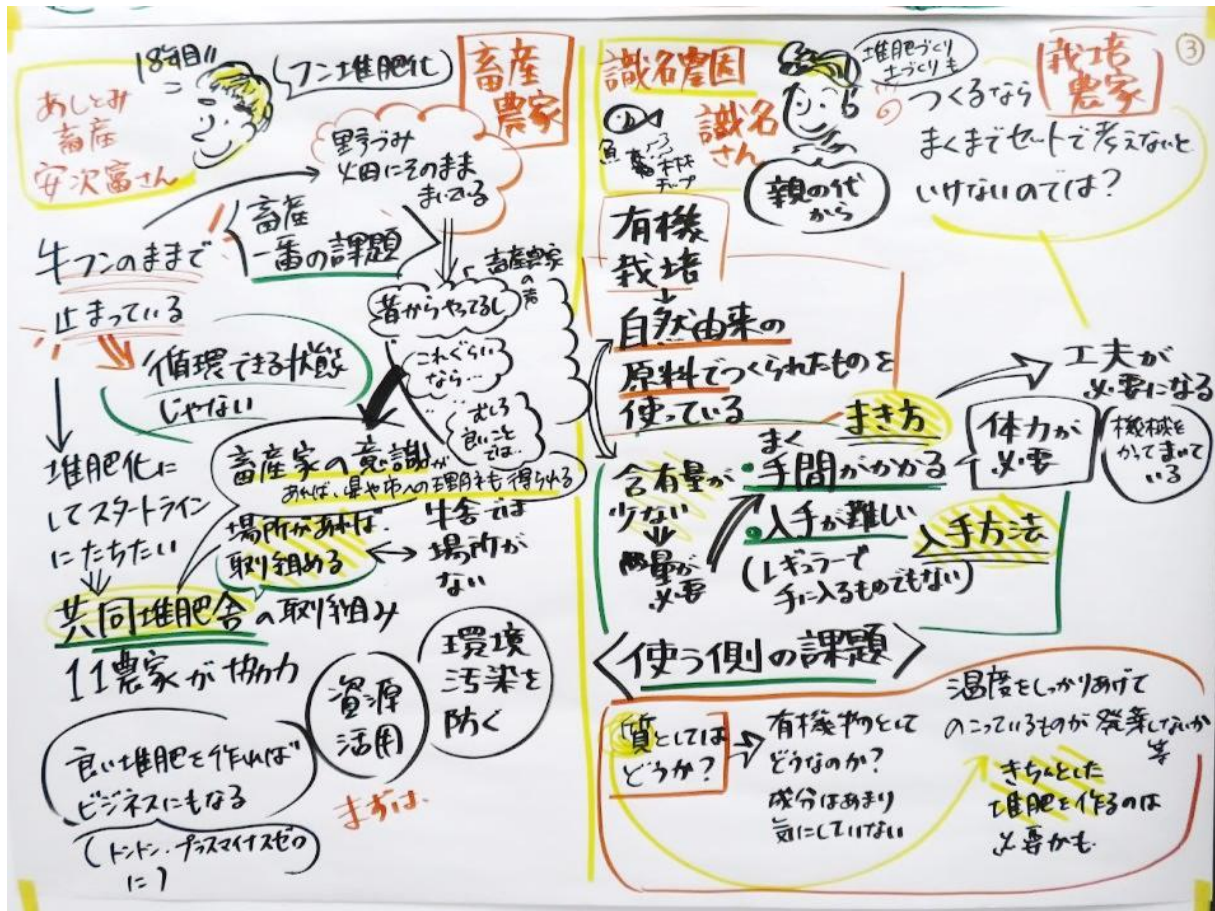 18年目!!
フン堆肥化
畜産
農家
あしとみ
畜産
安次富さん
野づみ
畑にそのまま
まいている
畜産
一番の課題
牛フンのままで
止まっている
循環できる状態
じゃない
畜産農家
の声
昔からやってるし
これぐらい
なら…
むしろ
良いこと
では…
堆肥化に
してスタートライン
にたちたい
畜産家の意識が
あれば、県や市への理解も得られる
場所があれば
取り組める
牛舎では
場所が
ない
共同堆肥舎の取り組み
11農家が協力
資源
活用
環境
汚染を
防ぐ
良い堆肥を作れば
ビジネスにもなる
(トントン・プラスマイナスゼロ
に)
まずは、
③
識名農園
識名
さん
魚
木材
チップ
堆肥づくり
土づくりも
親の代
から
栽培
農家
つくるなら
まくまでセットで考えないと
いけないのでは?
有機
栽培
自然由来の
原料でつくられたものを
使っている
まき方
工夫が
必要になる
体力が
必要
機械を
かってまいて
いる
含有量が
少ない
量が
必要
まく
・手間がかかる
・入手が難しい
(レギュラーで
手に入るものでもない)
入手方法
〈使う側の課題〉
質としては
どうか?
有機物として
どうなのか?
成分はあまり
気にしていない
温度をしっかりあげて
のこっているものが発芽しないか
等
きちんとした
堆肥を作るのは
必要かも